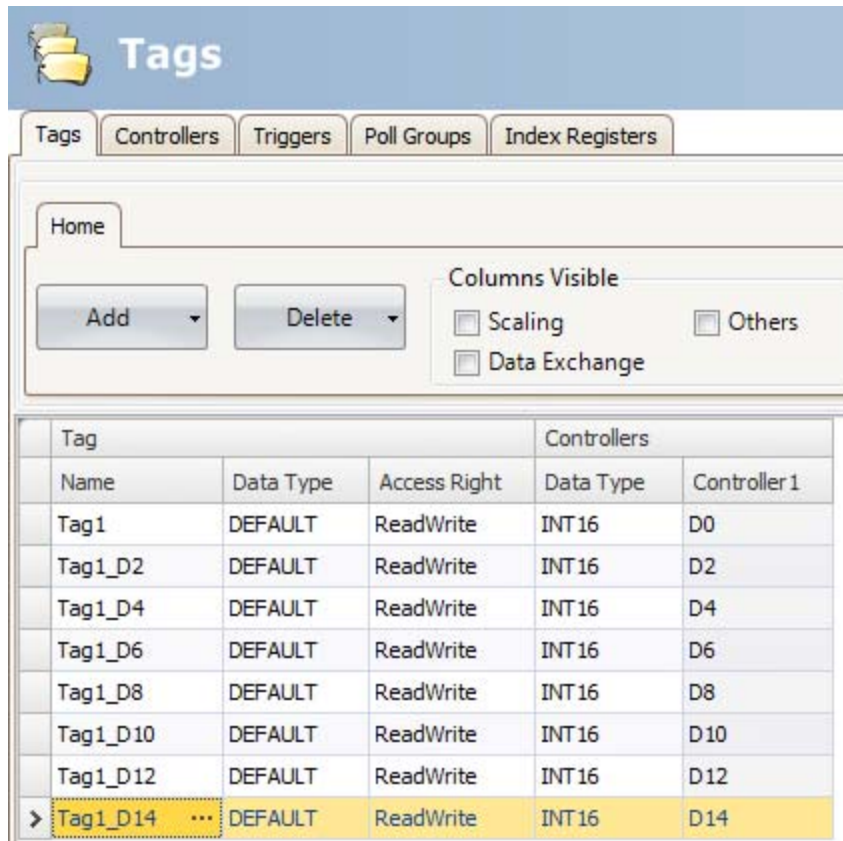 Tags
Tags Controllers Triggers Poll Groups Index Registers
Home
Add Delete Columns Visible
Scaling Others
Data Exchange
Tag Controllers
Name Data Type Access Right Data Type Controller1
Tag1 DEFAULT ReadWrite INT16 D0
Tag1_D2 DEFAULT ReadWrite INT16 D2
Tag1_D4 DEFAULT ReadWrite INT16 D4
Tag1_D6 DEFAULT ReadWrite INT16 D6
Tag1_D8 DEFAULT ReadWrite INT16 D8
Tag1_D10 DEFAULT ReadWrite INT16 D10
Tag1_D12 DEFAULT ReadWrite INT16 D12
Tag1_D14 ... DEFAULT ReadWrite INT16 D14